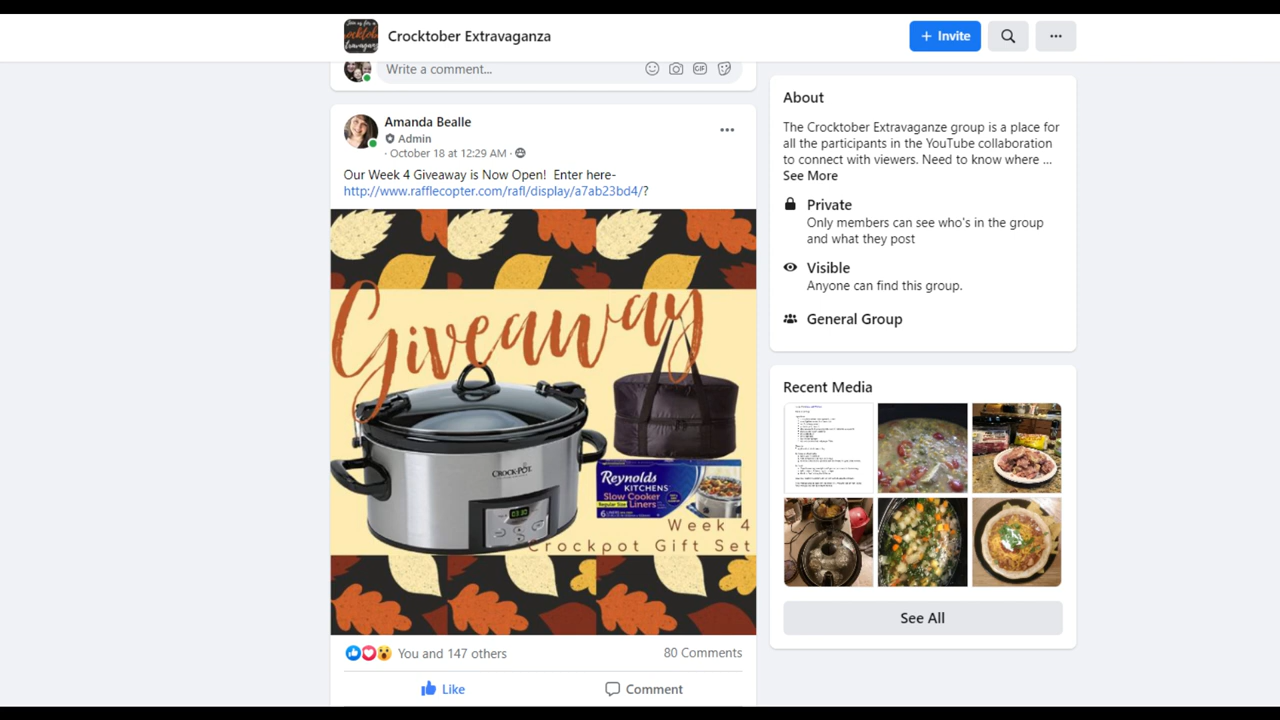 Crocktober Extravaganza
+ Invite
Write a comment...
GIF
Amanda Bealle
Admin
· October 18 at 12:29 AM ·
Our Week 4 Giveaway is Now Open! Enter here-
http://www.rafflecopter.com/rafl/display/a7ab23bd4/?
Giveaway
CROCK·POT
Reynolds
KITCHENS
Slow Cooker
Regular Size Liners
Week 4
Crockpot Gift Set
You and 147 others
80 Comments
Like
Comment
About
The Crocktober Extravaganze group is a place for
all the participants in the YouTube collaboration
to connect with viewers. Need to know where ...
See More
Private
Only members can see who's in the group
and what they post
Visible
Anyone can find this group.
General Group
Recent Media
See All